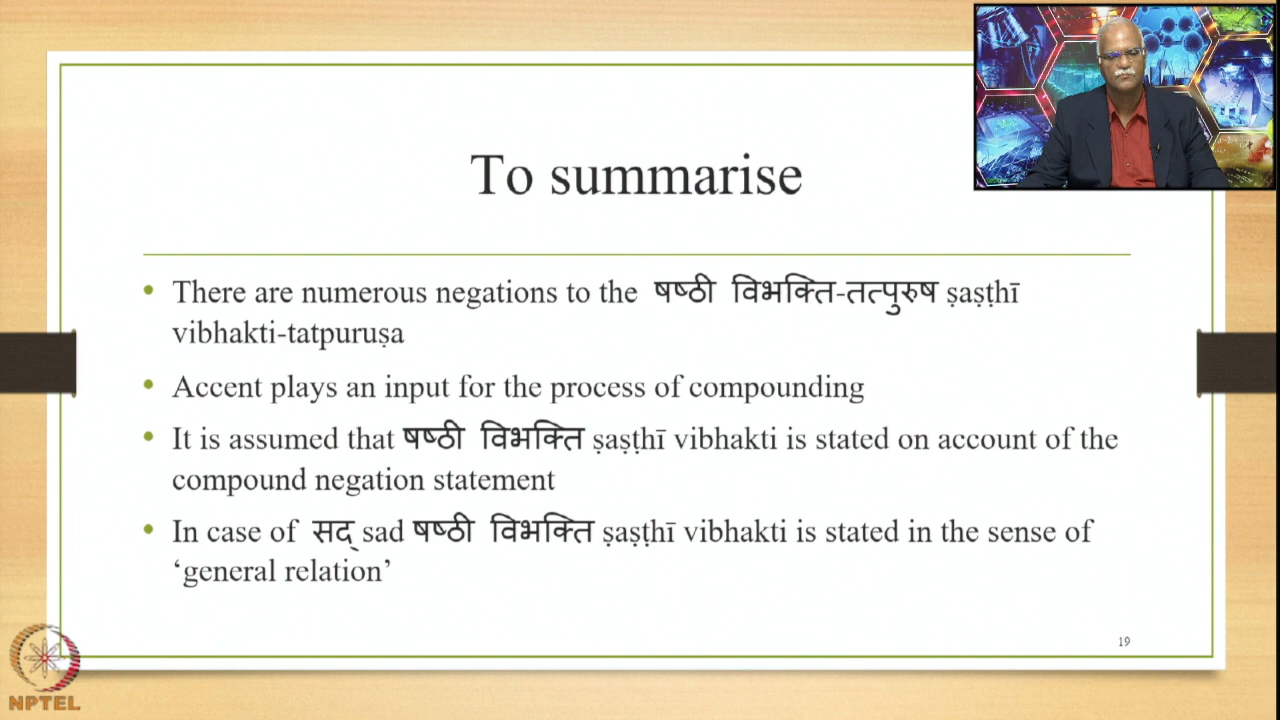 To summarise
• There are numerous negations to the षष्ठी विभक्ति-तत्पुरुष ṣaṣṭhī
vibhakti-tatpuruṣa
• Accent plays an input for the process of compounding
• It is assumed that षष्ठी विभक्ति ṣaṣṭhī vibhakti is stated on account of the
compound negation statement
• In case of सद् sad षष्ठी विभक्ति ṣaṣṭhī vibhakti is stated in the sense of
‘general relation’
19
NPTEL